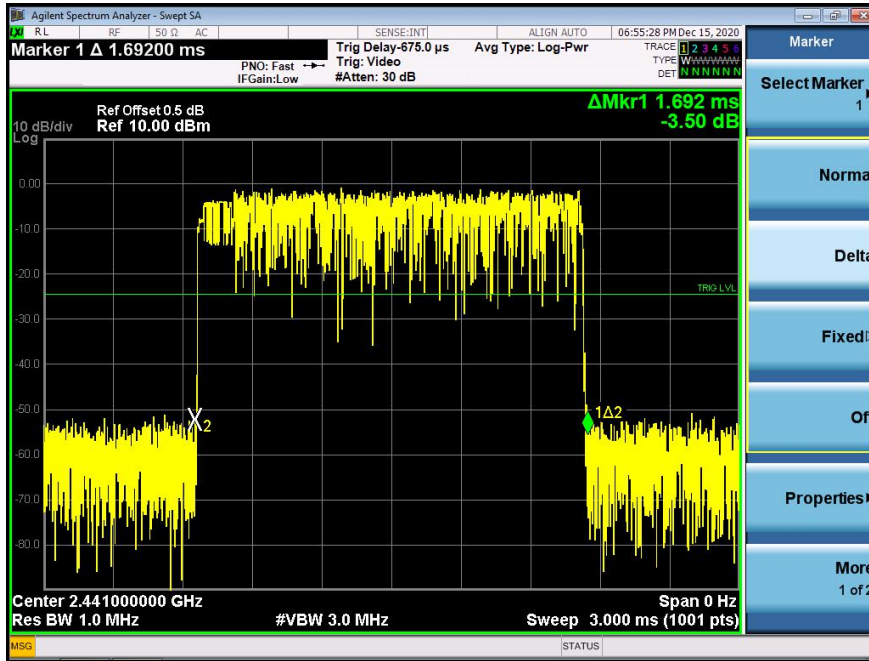 Agilent Spectrum Analyzer - Swept SA
LXI RL RF 50 Ω AC SENSE:INT ALIGN AUTO 06:55:28 PM Dec 15, 2020
Marker 1 Δ 1.69200 ms
Trig Delay-675.0 µs
Avg Type: Log-Pwr
TRACE 1 2 3 4 5 6
PNO: Fast
Trig: Video
TYPE WWWWWW
IFGain:Low
#Atten: 30 dB
DET N N N N N N
ΔMkr1 1.692 ms
-3.50 dB
Ref Offset 0.5 dB
10 dB/div Ref 10.00 dBm
Log
0.00
-10.0
-20.0
TRIG LVL
-30.0
-40.0
-50.0
2
1Δ2
-60.0
-70.0
-80.0
Center 2.441000000 GHz
Span 0 Hz
Res BW 1.0 MHz
#VBW 3.0 MHz
Sweep 3.000 ms (1001 pts)
MSG
STATUS
Marker
Select Marker
1
Norma
Delta
Fixed
Of
Properties
More
1 of 2